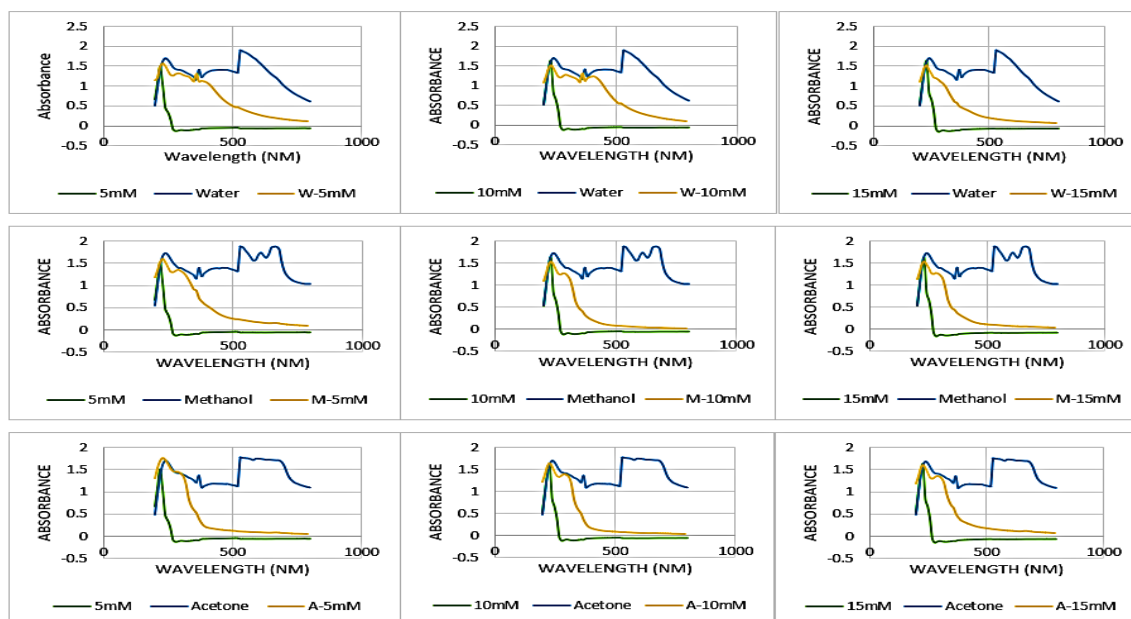 2.5
2
1.5
1
0.5
0
-0.5
Absorbance
0 500 1000
Wavelength (NM)
5mM Water W-5mM
2.5
2
1.5
1
0.5
0
-0.5
ABSORBANCE
0 500 1000
WAVELENGTH (NM)
10mM Water W-10mM
2.5
2
1.5
1
0.5
0
-0.5
ABSORBANCE
0 500 1000
WAVELENGTH (NM)
15mM Water W-15mM
2
1.5
1
0.5
0
-0.5
ABSORBANCE
0 500 1000
WAVELENGTH (NM)
5mM Methanol M-5mM
2
1.5
1
0.5
0
-0.5
ABSORBANCE
0 500 1000
WAVELENGTH (NM)
10mM Methanol M-10mM
2
1.5
1
0.5
0
-0.5
ABSORBANCE
0 500 1000
WAVELENGTH (NM)
15mM Methanol M-15mM
2
1.5
1
0.5
0
-0.5
ABSORBANCE
0 500 1000
WAVELENGTH (NM)
5mM Acetone A-5mM
2
1.5
1
0.5
0
-0.5
ABSORBANCE
0 500 1000
WAVELENGTH (NM)
10mM Acetone A-10mM
2
1.5
1
0.5
0
-0.5
ABSORBANCE
0 500 1000
WAVELENGTH (NM)
15mM Acetone A-15mM